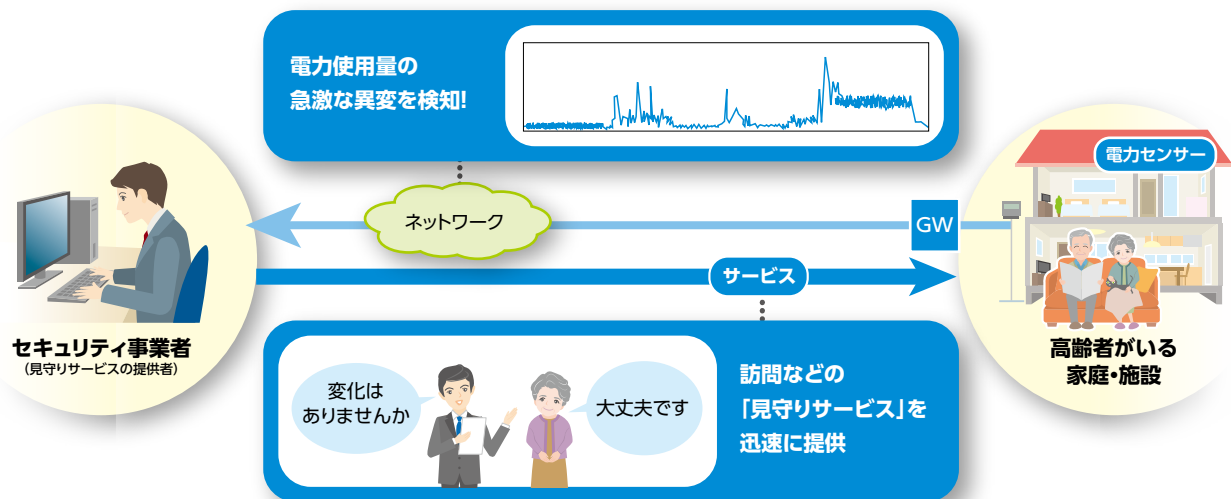 電力使用量の
急激な異変を検知!
電力センサー
ネットワーク
GW
サービス
セキュリティ事業者
(見守りサービスの提供者)
高齢者がいる
家庭・施設
変化は
ありませんか
大丈夫です
訪問などの
「見守りサービス」を
迅速に提供